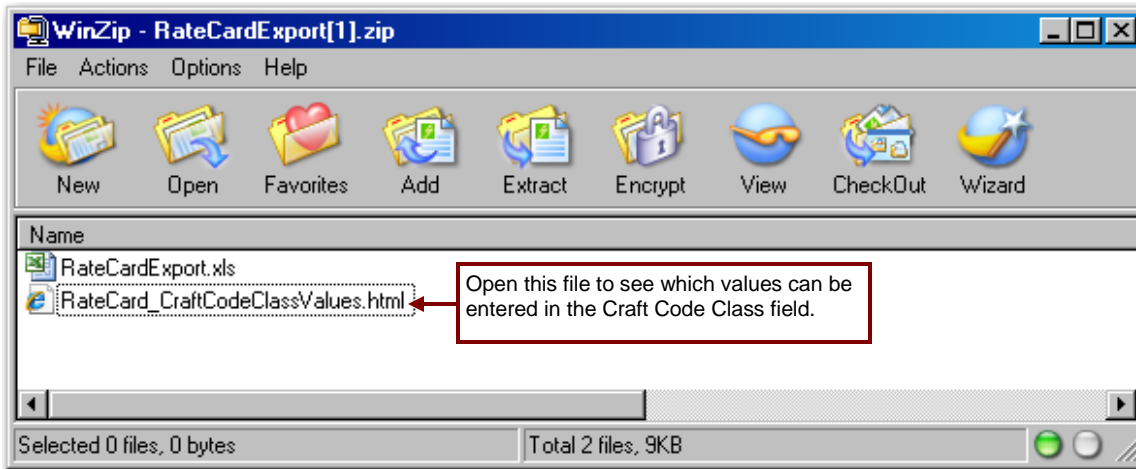 WinZip - RateCardExport[1].zip
File Actions Options Help
New Open Favorites Add Extract Encrypt View CheckOut Wizard
Name
RateCardExport.xls
RateCard_CraftCodeClassValues.html
Open this file to see which values can be
entered in the Craft Code Class field.
Selected 0 files, 0 bytes Total 2 files, 9KB